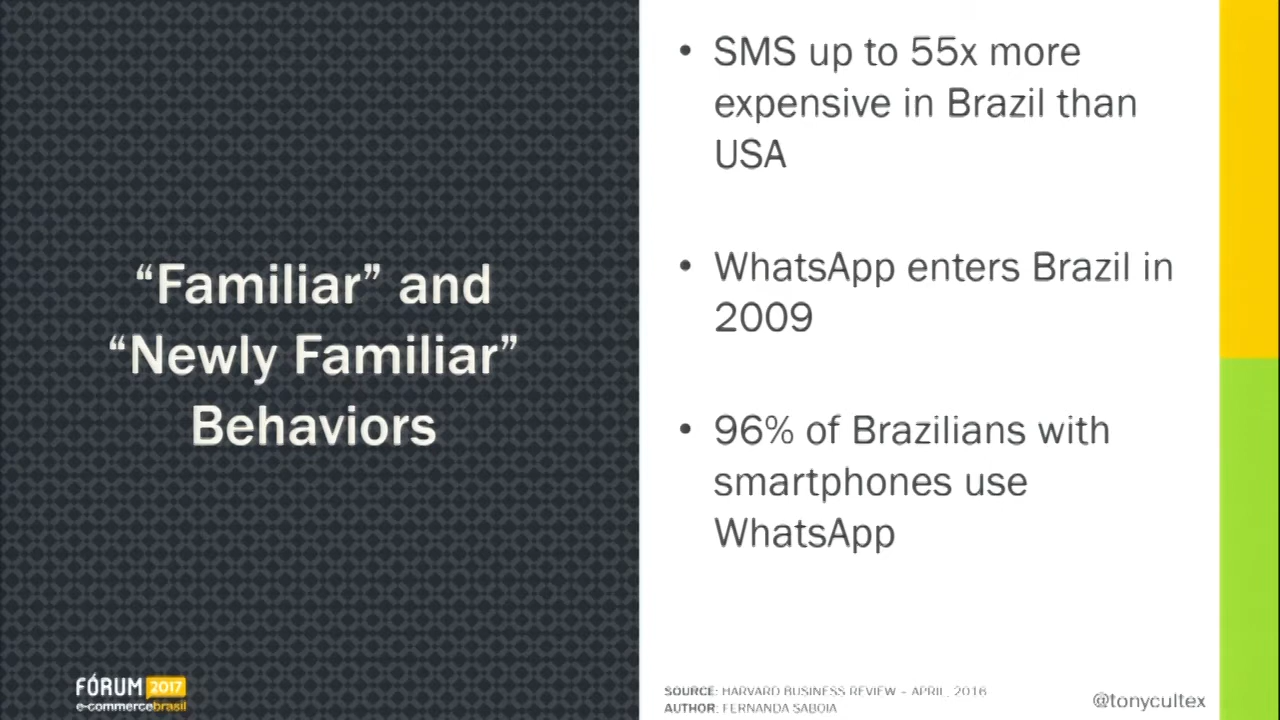 “Familiar” and
“Newly Familiar”
Behaviors
• SMS up to 55x more
expensive in Brazil than
USA
• WhatsApp enters Brazil in
2009
• 96% of Brazilians with
smartphones use
WhatsApp
FÓRUM 2017
e-commercebrasil
SOURCE: HARVARD BUSINESS REVIEW – APRIL, 2016
AUTHOR: FERNANDA SABOIA
@tonycultex